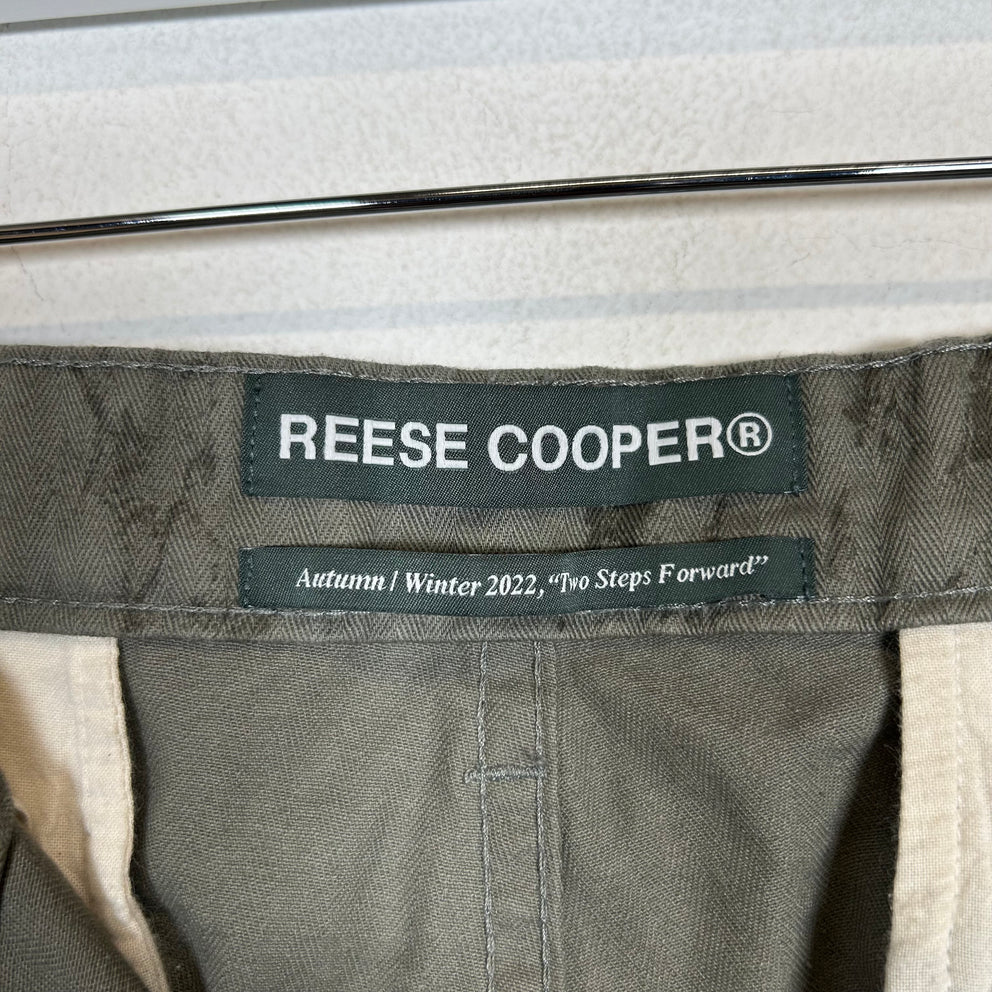 REESE COOPER®
Autumn / Winter 2022, “Two Steps Forward”